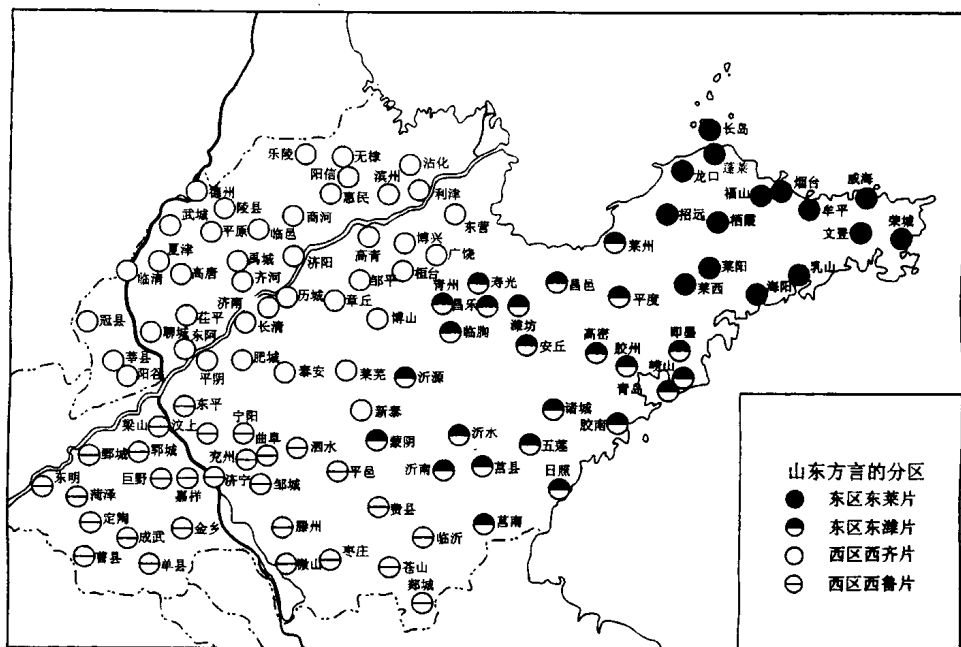 长岛
蓬莱
龙口
烟台
福山
威海
招远
栖霞
牟平
文登
荣城
莱州
莱阳
乳山
莱西
海阳
平度
乐陵
无棣
沾化
阳信
惠民
滨州
利津
德州
陵县
商河
东营
武城
平原
临邑
博兴
高青
广饶
夏津
禹城
济阳
临清
高唐
齐河
邹平
桓台
青州
寿光
昌邑
济南
历城
章丘
昌乐
潍坊
冠县
茌平
长清
博山
临朐
安丘
高密
胶州
即墨
聊城
东阿
崂山
莘县
阳谷
平阴
肥城
泰安
莱芜
沂源
青岛
东平
新泰
诸城
胶南
梁山
汶上
宁阳
曲阜
泗水
蒙阴
沂水
五莲
鄄城
郓城
兖州
平邑
沂南
莒县
日照
东明
菏泽
巨野
嘉祥
济宁
邹城
费县
莒南
定陶
成武
金乡
滕州
临沂
曹县
单县
微山
枣庄
苍山
郯城
山东方言的分区
东区东莱片
东区东潍片
西区西齐片
西区西鲁片